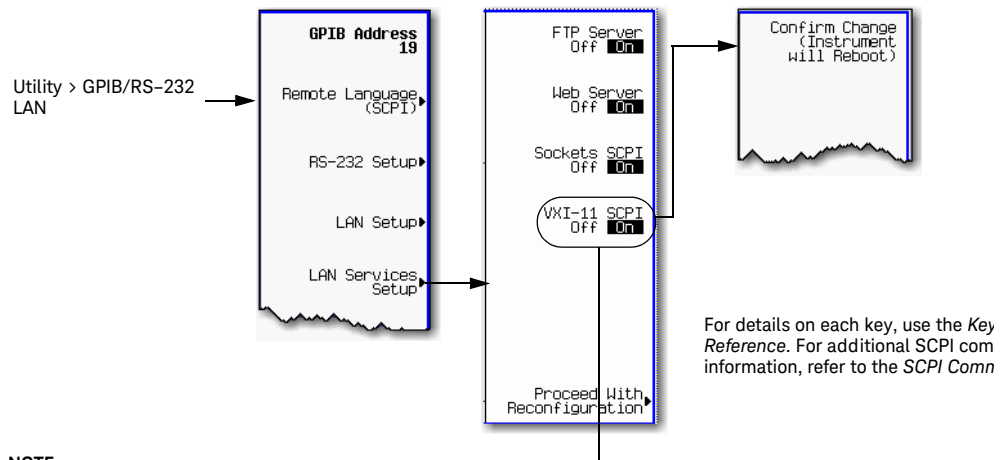 Utility > GPIB/RS-232
LAN
GPIB Address
19
Remote Language
(SCPI)
RS-232 Setup
LAN Setup
LAN Services
Setup
FTP Server
Off On
Web Server
Off On
Sockets SCPI
Off On
VXI-11 SCPI
Off On
Proceed With
Reconfiguration
Confirm Change
(Instrument
will Reboot)
For details on each key, use the Key
Reference. For additional SCPI com
information, refer to the SCPI Comm
NOTE